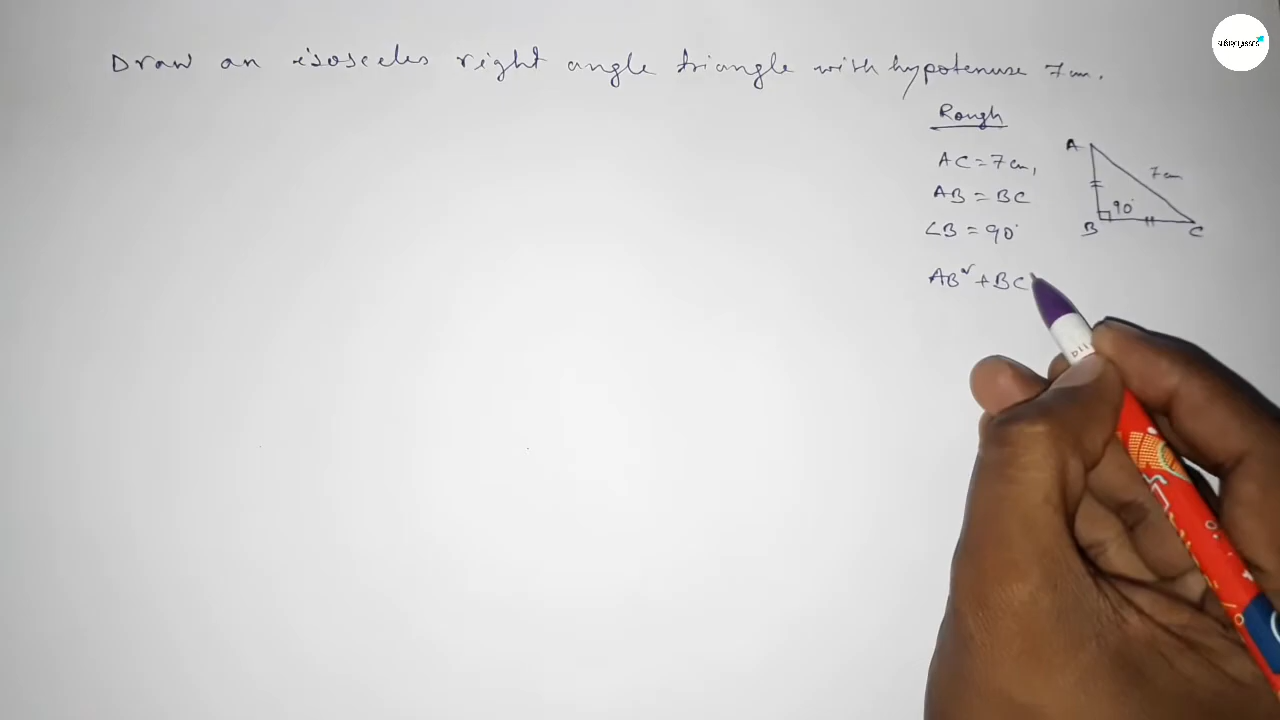 Draw an isosceles right angle triangle with hypotenuse 7cm.
Rough
AC = 7cm,
AB = BC
∠B = 90°
AB² + BC
A
7cm
90°
B
C